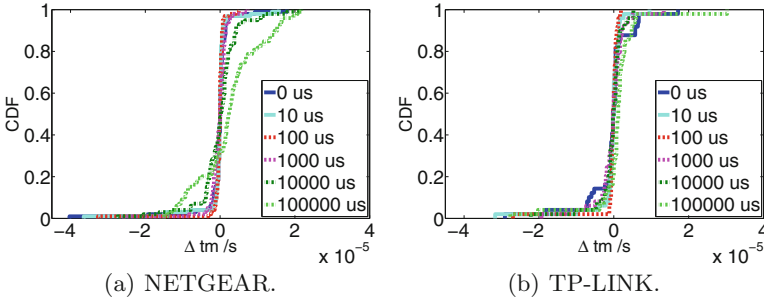 1
0.8
0.6
0.4
0.2
0
CDF
−4 −2 0 2 4
Δ tm /s
x 10⁻⁵
0 us
10 us
100 us
1000 us
10000 us
100000 us
(a) NETGEAR.
1
0.8
0.6
0.4
0.2
0
CDF
−4 −2 0 2 4
Δ tm /s
x 10⁻⁵
0 us
10 us
100 us
1000 us
10000 us
100000 us
(b) TP-LINK.